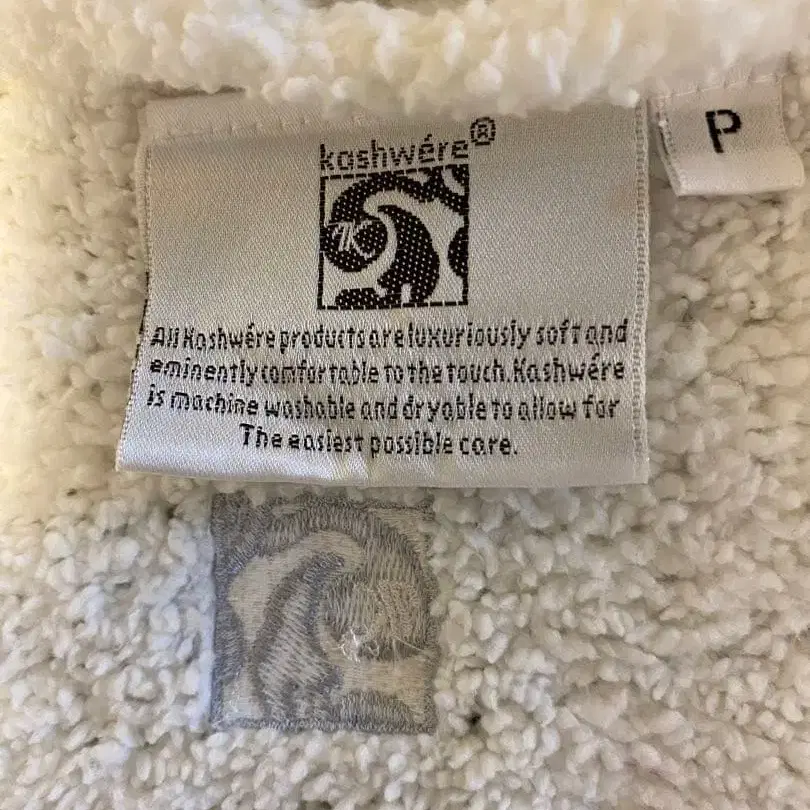 kashwére®
P
K
All Kashwére products are luxuriously soft and
eminently comfortable to the touch. Kashwére
is machine washable and dryable to allow for
The easiest possible care.